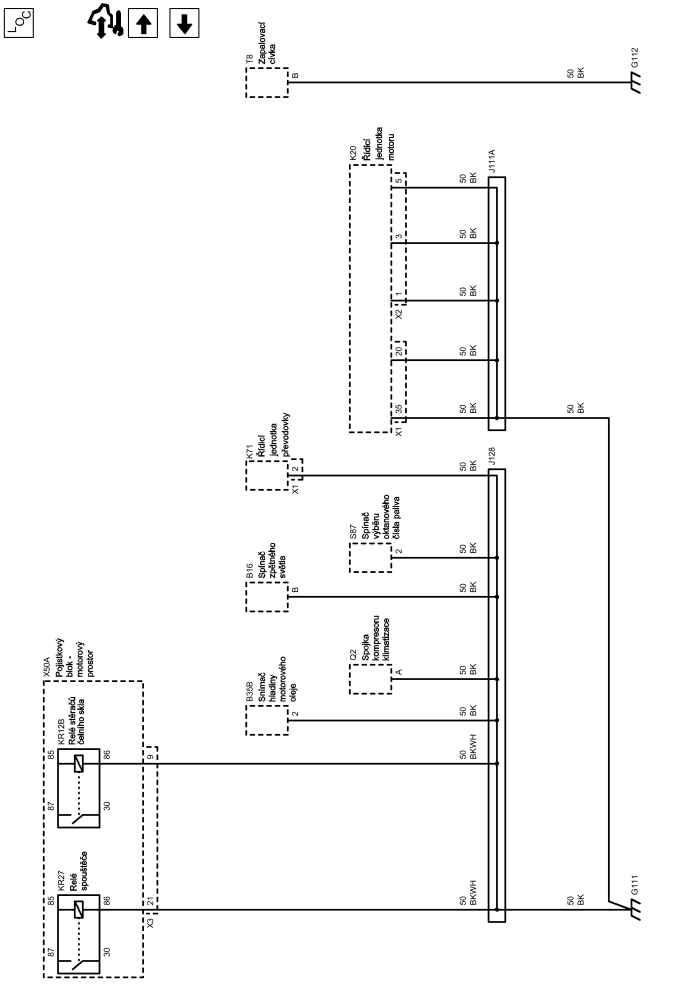 LOC
T8
Zapalovací
cívka
B
50
BK
G112
K20
Řídicí
jednotka
motoru
5
50
BK
J111A
3
50
BK
1
X2
50
BK
20
50
BK
35
X1
50
BK
50
BK
K71
Řídicí
jednotka
převodovky
2
X1
50
BK
J128
S87
Spínač
výběru
oktanového
čísla paliva
2
50
BK
B16
Spínač
zpětného
světla
B
50
BK
Q2
Spojka
kompresoru
klimatizace
A
50
BK
B35B
Snímač
hladiny
motorového
oleje
2
50
BK
X50A
Pojistkový
blok -
motorový
prostor
KR12B
Relé stěračů
čelního skla
85
86
87
30
9
50
BKWH
KR27
Relé
spouštěče
85
86
87
30
21
X3
50
BKWH
50
BK
G111